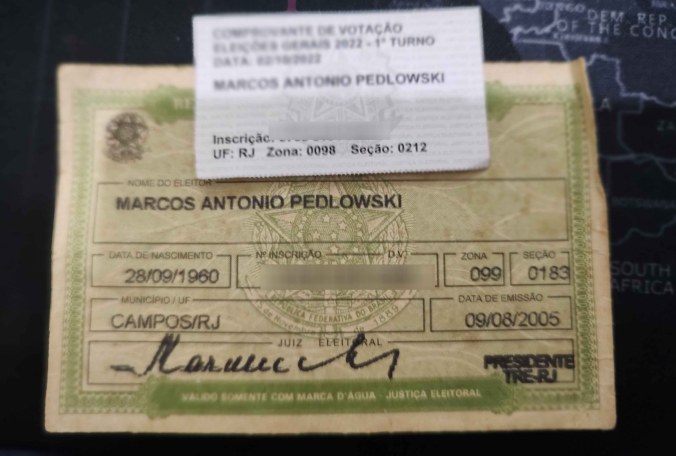 COMPROVANTE DE VOTAÇÃO
ELEIÇÕES GERAIS 2022 - 1º TURNO
DATA: 02/10/2022
MARCOS ANTONIO PEDLOWSKI
Inscrição:
UF: RJ Zona: 0098 Seção: 0212
NOME DO ELEITOR
MARCOS ANTONIO PEDLOWSKI
DATA DE NASCIMENTO Nº INSCRIÇÃO D.V. ZONA SEÇÃO
28/09/1960 099 0183
MUNICÍPIO / UF DATA DE EMISSÃO
CAMPOS/RJ 09/08/2005
JUIZ ELEITORAL
PRESIDENTE
TRE-RJ
VÁLIDO SOMENTE COM MARCA D'ÁGUA - JUSTIÇA ELEITORAL
DEM. REP.
OF THE CONGO
BOTSWANA
SOUTH
AFRICA